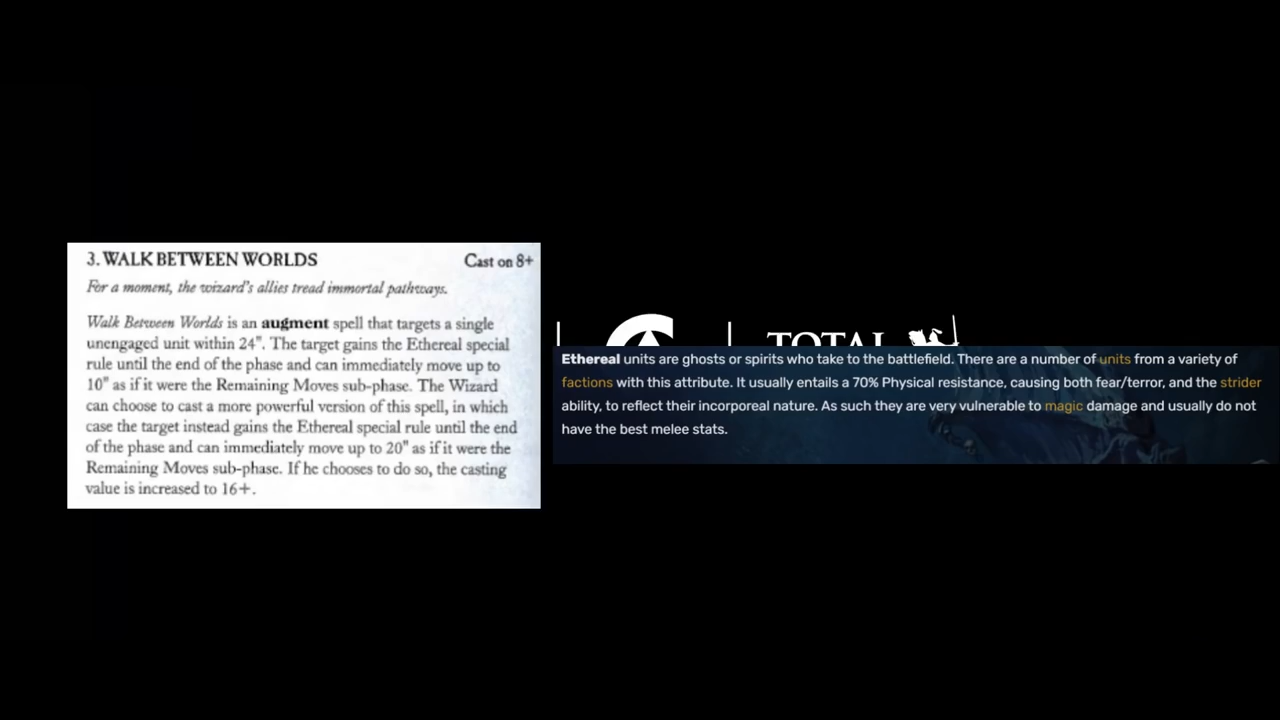 3. WALK BETWEEN WORLDS Cast on 8+
For a moment, the wizard's allies tread immortal pathways.
Walk Between Worlds is an augment spell that targets a single
unengaged unit within 24". The target gains the Ethereal special
rule until the end of the phase and can immediately move up to
10" as if it were the Remaining Moves sub-phase. The Wizard
can choose to cast a more powerful version of this spell, in which
case the target instead gains the Ethereal special rule until the end
of the phase and can immediately move up to 20" as if it were the
Remaining Moves sub-phase. If he chooses to do so, the casting
value is increased to 16+.
TOTAL
Ethereal units are ghosts or spirits who take to the battlefield. There are a number of units from a variety of
factions with this attribute. It usually entails a 70% Physical resistance, causing both fear/terror, and the strider
ability, to reflect their incorporeal nature. As such they are very vulnerable to magic damage and usually do not
have the best melee stats.